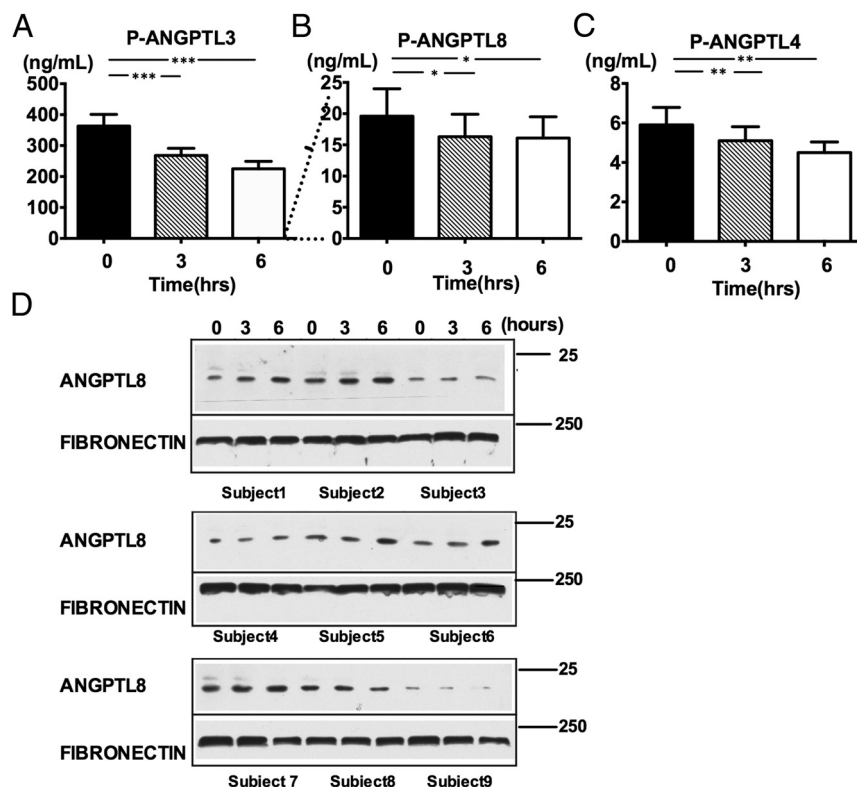 A
P-ANGPTL3
(ng/mL)
***
***
500
400
300
200
100
0
0 3 6
Time(hrs)
B
P-ANGPTL8
(ng/mL)
*
*
25
20
15
10
5
0
0 3 6
Time(hrs)
C
P-ANGPTL4
(ng/mL)
**
**
8
6
4
2
0
0 3 6
Time(hrs)
D
0 3 6 0 3 6 0 3 6 (hours)
ANGPTL8 25
FIBRONECTIN 250
Subject1 Subject2 Subject3
ANGPTL8 25
FIBRONECTIN 250
Subject4 Subject5 Subject6
ANGPTL8 25
FIBRONECTIN 250
Subject 7 Subject8 Subject9